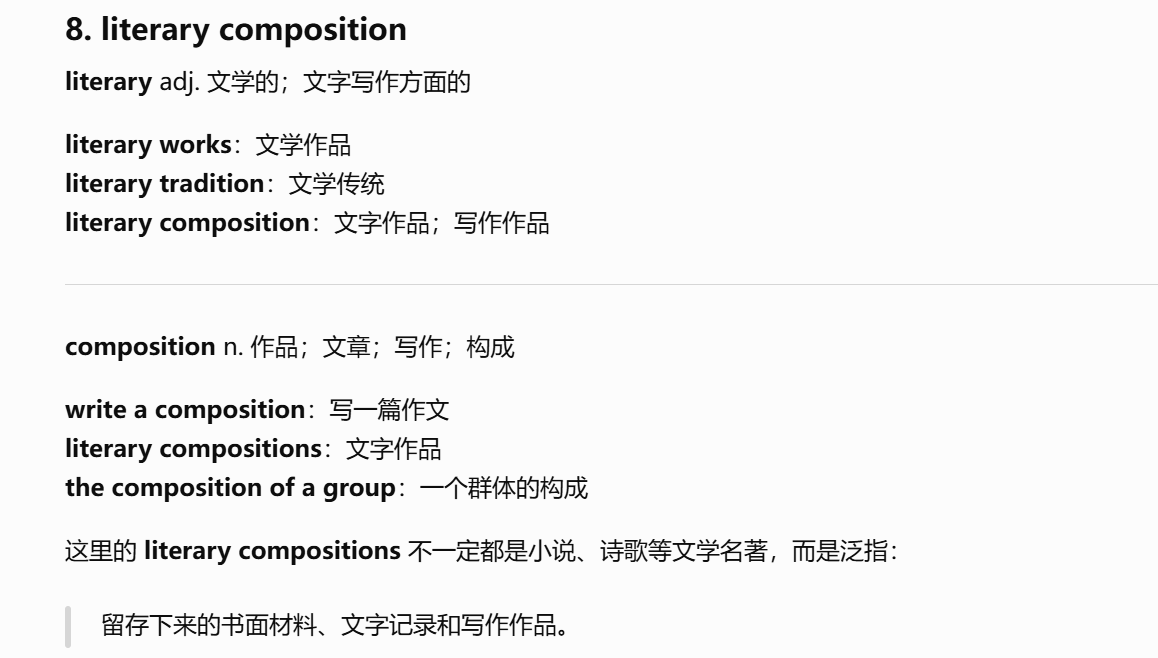 8. literary composition
literary adj. 文学的；文字写作方面的
literary works：文学作品
literary tradition：文学传统
literary composition：文字作品；写作作品
composition n. 作品；文章；写作；构成
write a composition：写一篇作文
literary compositions：文字作品
the composition of a group：一个群体的构成
这里的 literary compositions 不一定都是小说、诗歌等文学名著，而是泛指：
留存下来的书面材料、文字记录和写作作品。